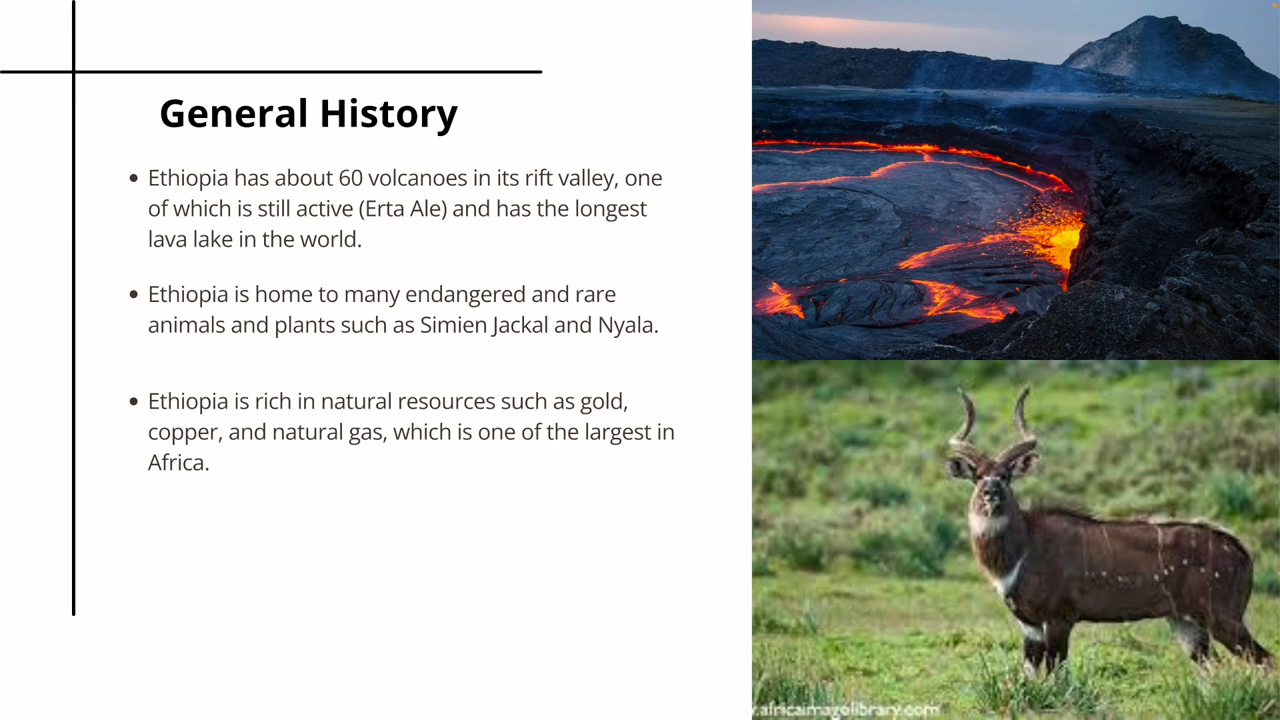 General History
Ethiopia has about 60 volcanoes in its rift valley, one
of which is still active (Erta Ale) and has the longest
lava lake in the world.
Ethiopia is home to many endangered and rare
animals and plants such as Simien Jackal and Nyala.
Ethiopia is rich in natural resources such as gold,
copper, and natural gas, which is one of the largest in
Africa.
.africaimagelibrary.com